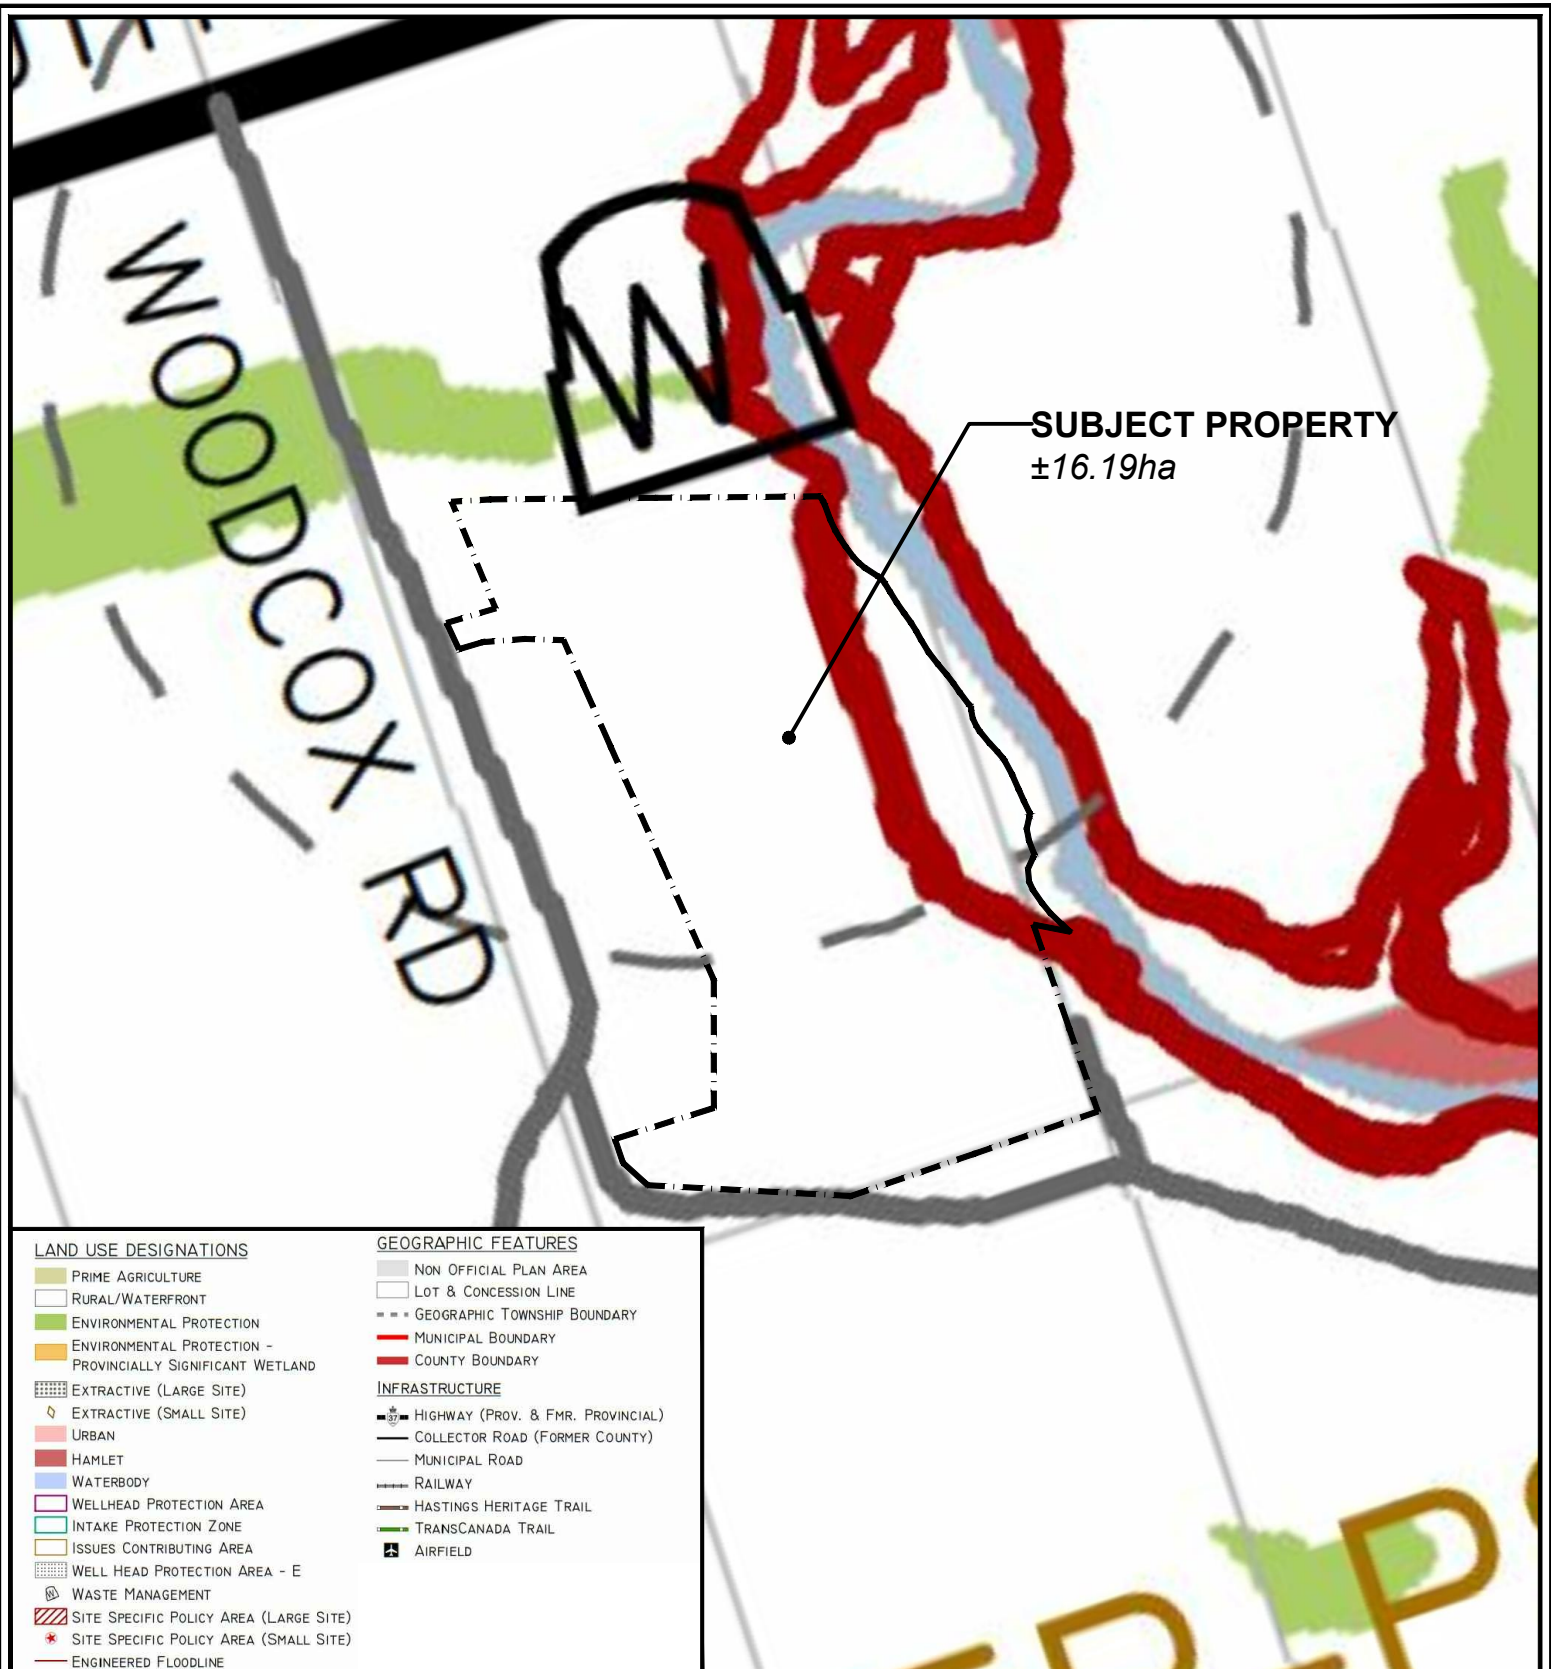 WOODCOX RD
W
SUBJECT PROPERTY
±16.19ha
LAND USE DESIGNATIONS
PRIME AGRICULTURE
RURAL/WATERFRONT
ENVIRONMENTAL PROTECTION
ENVIRONMENTAL PROTECTION -
PROVINCIALLY SIGNIFICANT WETLAND
EXTRACTIVE (LARGE SITE)
EXTRACTIVE (SMALL SITE)
URBAN
HAMLET
WATERBODY
WELLHEAD PROTECTION AREA
INTAKE PROTECTION ZONE
ISSUES CONTRIBUTING AREA
WELL HEAD PROTECTION AREA - E
W WASTE MANAGEMENT
SITE SPECIFIC POLICY AREA (LARGE SITE)
SITE SPECIFIC POLICY AREA (SMALL SITE)
ENGINEERED FLOODLINE
GEOGRAPHIC FEATURES
NON OFFICIAL PLAN AREA
LOT & CONCESSION LINE
GEOGRAPHIC TOWNSHIP BOUNDARY
MUNICIPAL BOUNDARY
COUNTY BOUNDARY
INFRASTRUCTURE
37 HIGHWAY (PROV. & FMR. PROVINCIAL)
COLLECTOR ROAD (FORMER COUNTY)
MUNICIPAL ROAD
RAILWAY
HASTINGS HERITAGE TRAIL
TRANSCANADA TRAIL
AIRFIELD